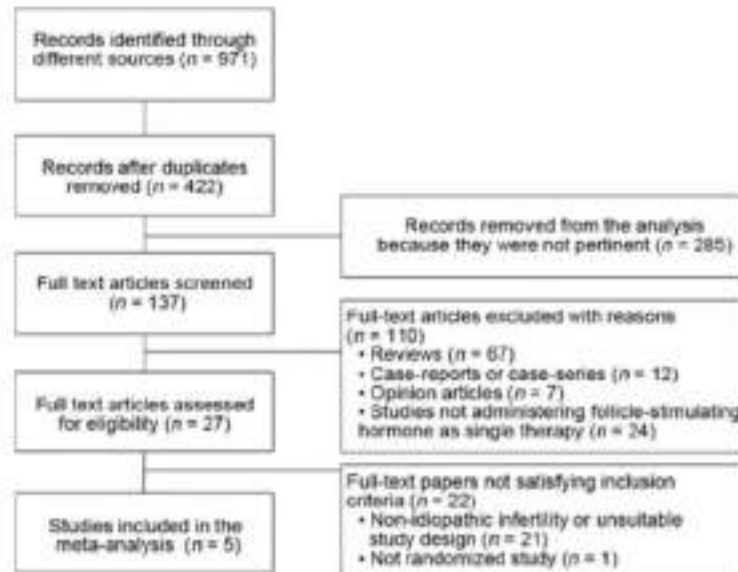 Records identified through
different sources (n = 971)
Records after duplicates
removed (n = 422)
Records removed from the analysis
because they were not pertinent (n = 285)
Full text articles screened
(n = 137)
Full-text articles excluded with reasons
(n = 110)
• Reviews (n = 67)
• Case-reports or case-series (n = 12)
• Opinion articles (n = 7)
• Studies not administering follicle-stimulating
hormone as single therapy (n = 24)
Full text articles assessed
for eligibility (n = 27)
Full-text papers not satisfying inclusion
criteria (n = 22)
• Non-idiopathic infertility or unsuitable
study design (n = 21)
• Not randomized study (n = 1)
Studies included in the
meta-analysis (n = 5)